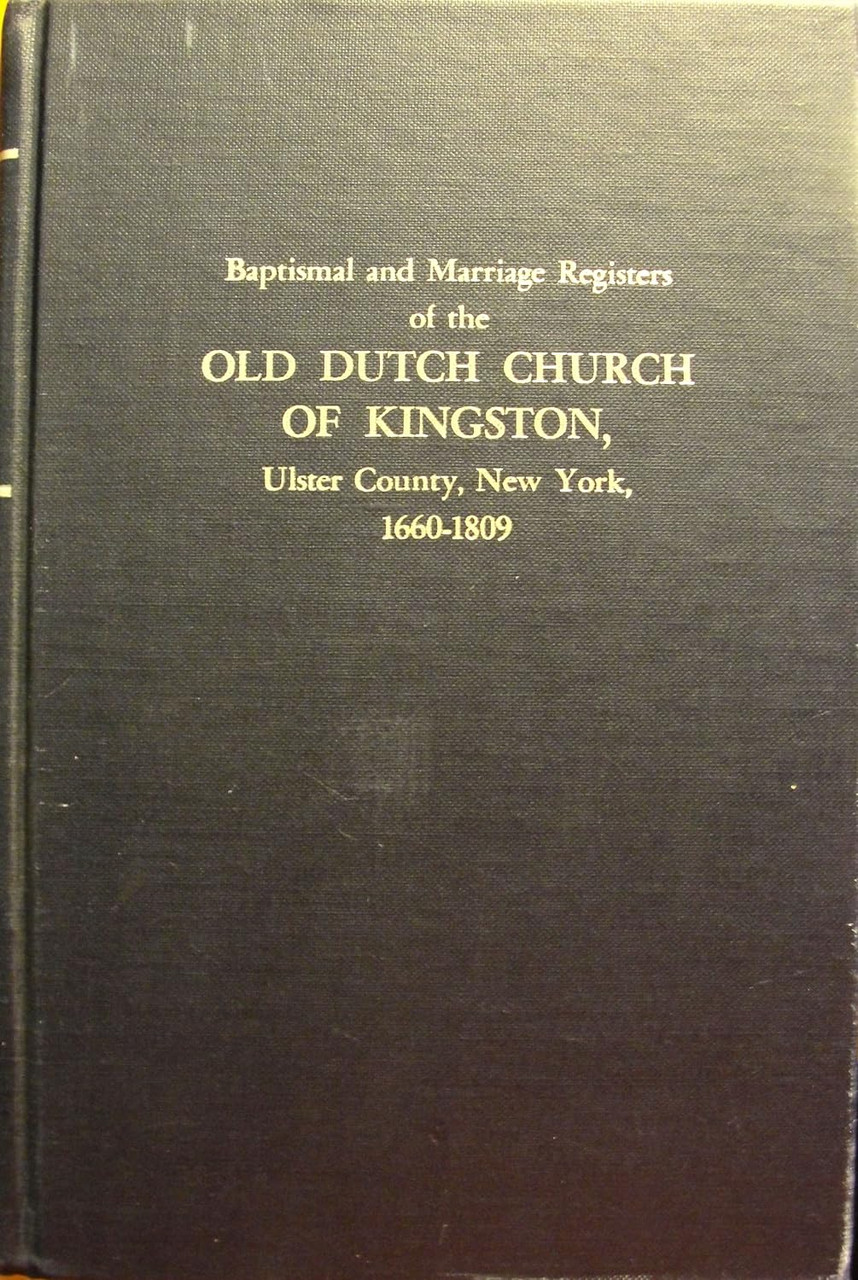 Baptismal and Marriage Registers
of the
OLD DUTCH CHURCH
OF KINGSTON,
Ulster County, New York,
1660-1809